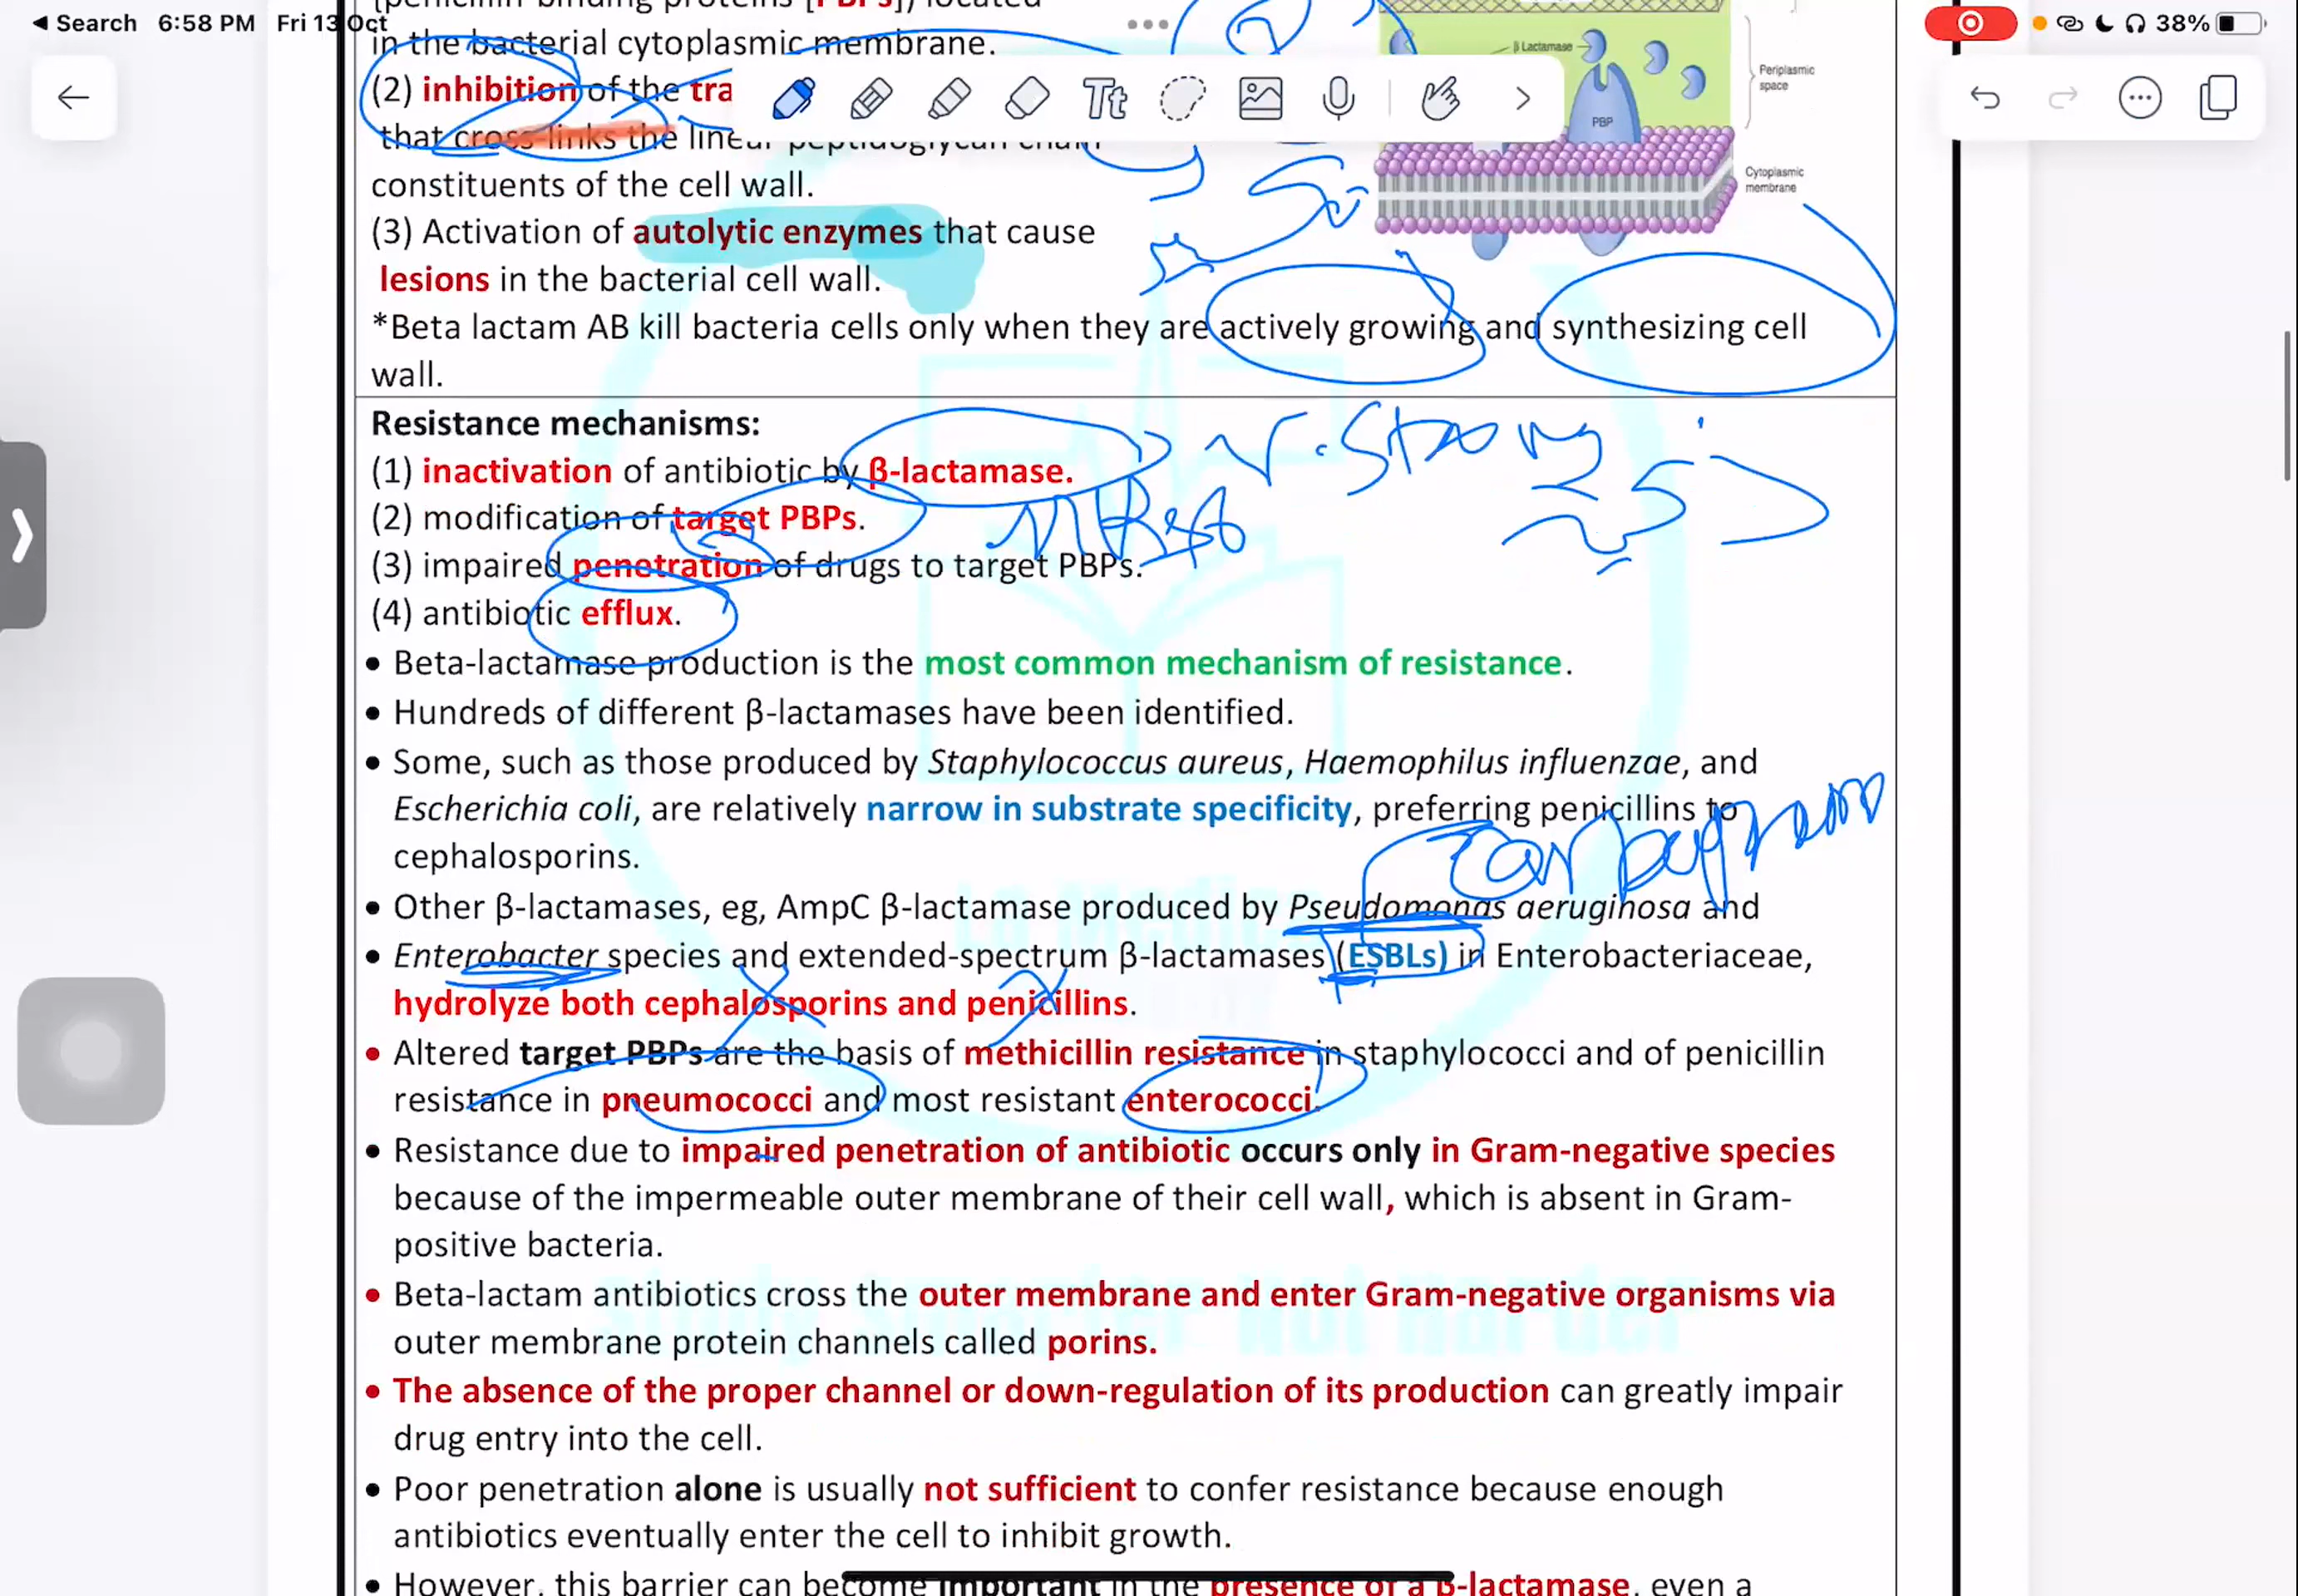 Search 6:58 PM Fri 13 Oct
38%
in the bacterial cytoplasmic membrane.
(2) inhibition of the tra
that cross-links the linear peptidoglycan chain
constituents of the cell wall.
(3) Activation of autolytic enzymes that cause
lesions in the bacterial cell wall.
*Beta lactam AB kill bacteria cells only when they are actively growing and synthesizing cell
wall.
β Lactamase
Periplasmic
space
PBP
Cytoplasmic
membrane
Tt
Resistance mechanisms:
(1) inactivation of antibiotic by β-lactamase.
(2) modification of target PBPs.
(3) impaired penetration of drugs to target PBPs.
(4) antibiotic efflux.
• Beta-lactamase production is the most common mechanism of resistance.
• Hundreds of different β-lactamases have been identified.
• Some, such as those produced by Staphylococcus aureus, Haemophilus influenzae, and
Escherichia coli, are relatively narrow in substrate specificity, preferring penicillins to
cephalosporins.
• Other β-lactamases, eg, AmpC β-lactamase produced by Pseudomonas aeruginosa and
• Enterobacter species and extended-spectrum β-lactamases (ESBLs) in Enterobacteriaceae,
hydrolyze both cephalosporins and penicillins.
• Altered target PBPs are the basis of methicillin resistance in staphylococci and of penicillin
resistance in pneumococci and most resistant enterococci.
• Resistance due to impaired penetration of antibiotic occurs only in Gram-negative species
because of the impermeable outer membrane of their cell wall, which is absent in Gram-
positive bacteria.
• Beta-lactam antibiotics cross the outer membrane and enter Gram-negative organisms via
outer membrane protein channels called porins.
• The absence of the proper channel or down-regulation of its production can greatly impair
drug entry into the cell.
• Poor penetration alone is usually not sufficient to confer resistance because enough
antibiotics eventually enter the cell to inhibit growth.
• However, this barrier can become important in the presence of a β-lactamase, even a